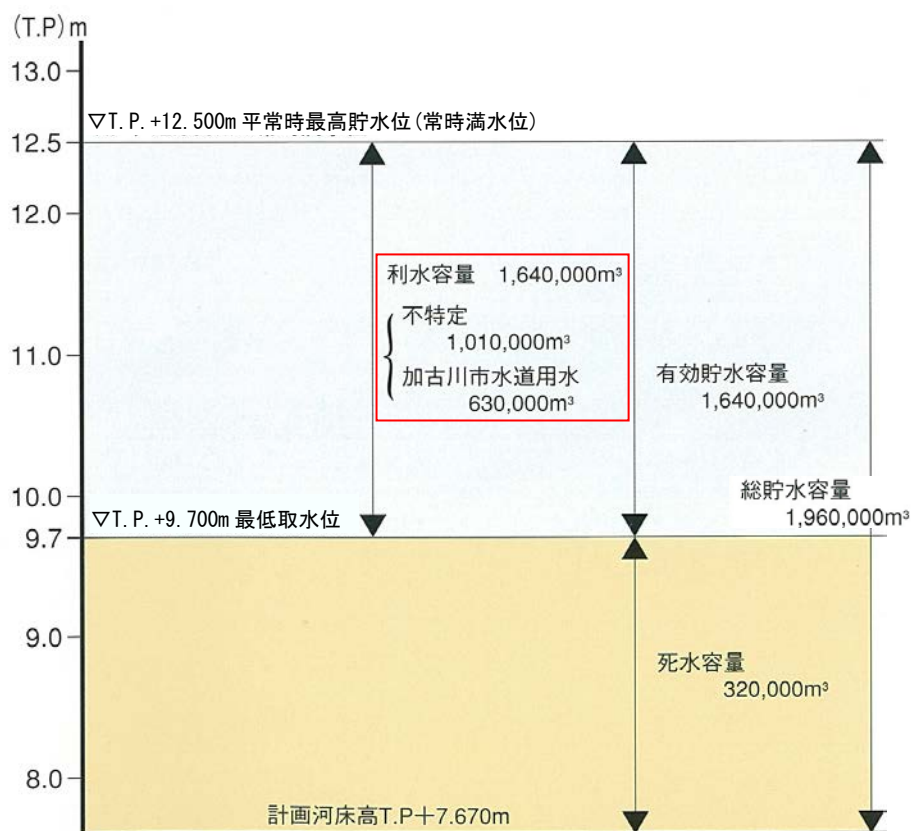 (T.P)m
13.0
▽T.P.+12.500m 平常時最高貯水位(常時満水位)
12.5
12.0
利水容量 1,640,000m³
不特定
1,010,000m³
加古川市水道用水
630,000m³
11.0
有効貯水容量
1,640,000m³
10.0
総貯水容量
1,960,000m³
▽T.P.+9.700m 最低取水位
9.7
9.0
死水容量
320,000m³
8.0
計画河床高T.P+7.670m